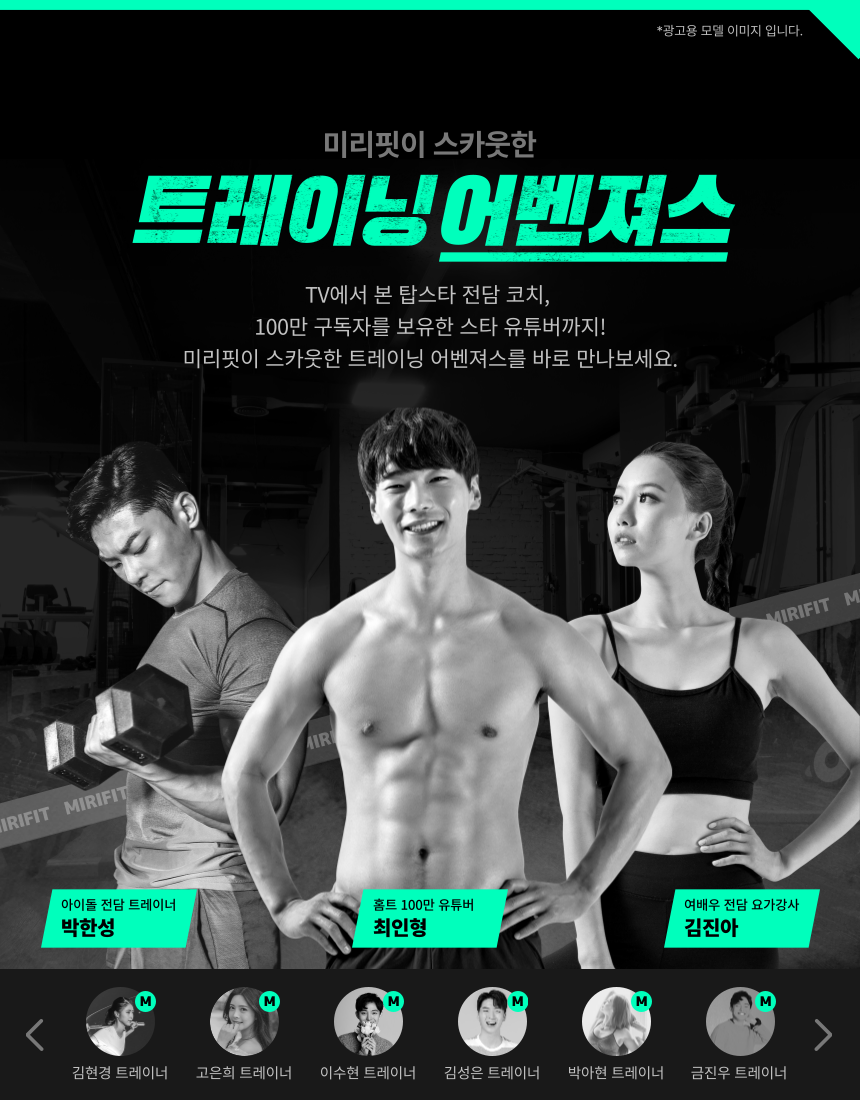 *광고용 모델 이미지 입니다.
미리핏이 스카웃한
트레이닝 어벤져스
TV에서 본 탑스타 전담 코치,
100만 구독자를 보유한 스타 유튜버까지!
미리핏이 스카웃한 트레이닝 어벤져스를 바로 만나보세요.
MIRIFIT
MIRIFIT MIRIFIT
아이돌 전담 트레이너
박한성
홈트 100만 유튜버
최인형
여배우 전담 요가강사
김진아
M M M M M M
김현경 트레이너 고은희 트레이너 이수현 트레이너 김성은 트레이너 박아현 트레이너 금진우 트레이너